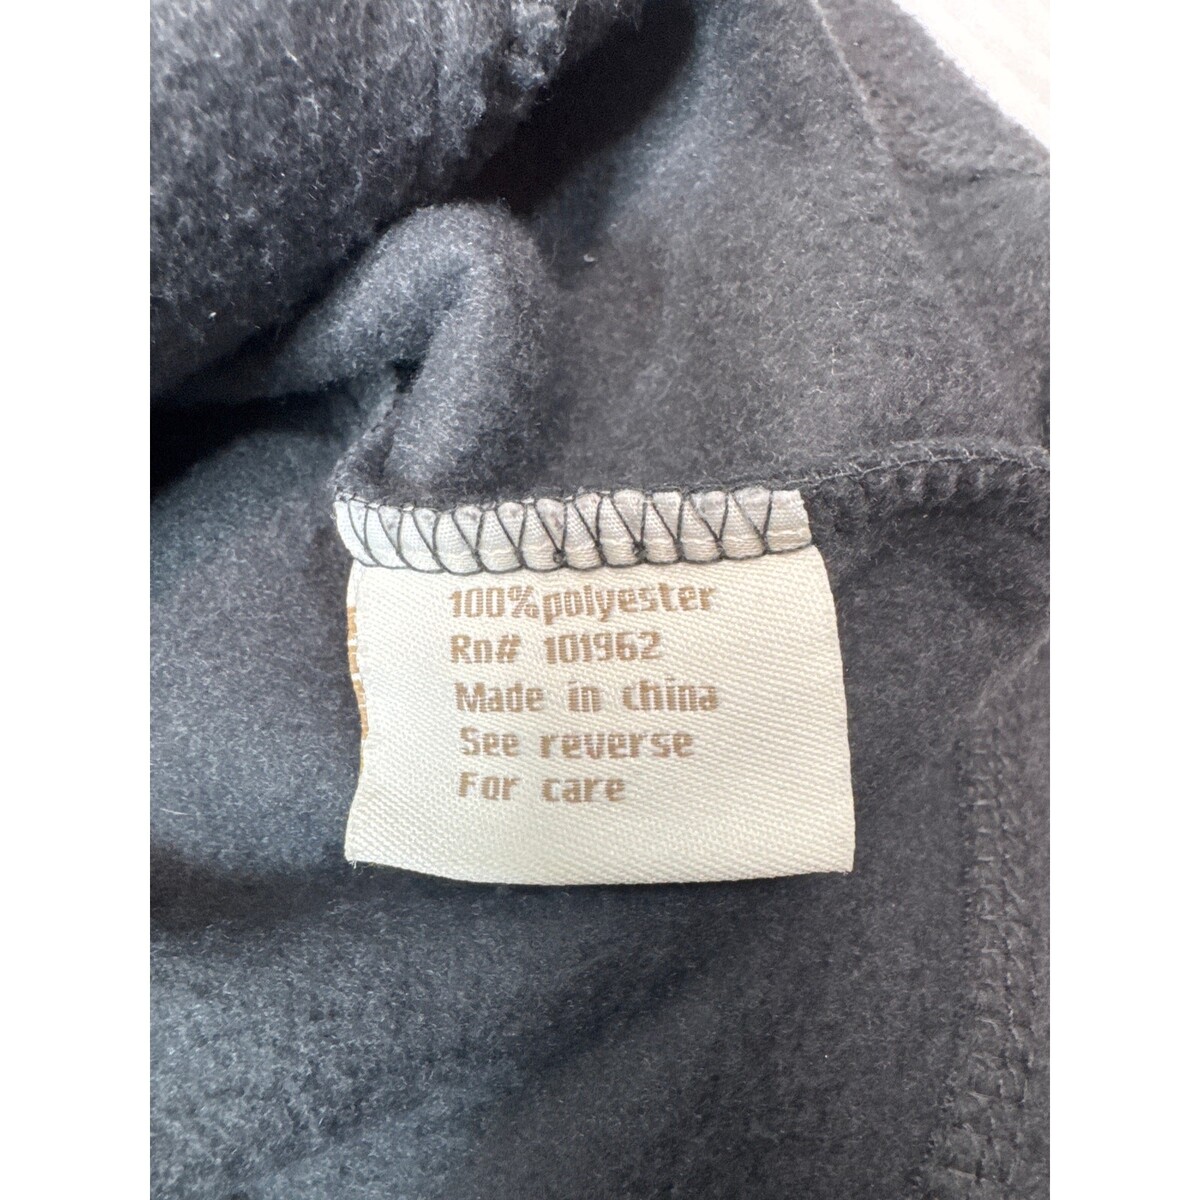 100%polyester
Rn# 101962
Made in china
See reverse
For care